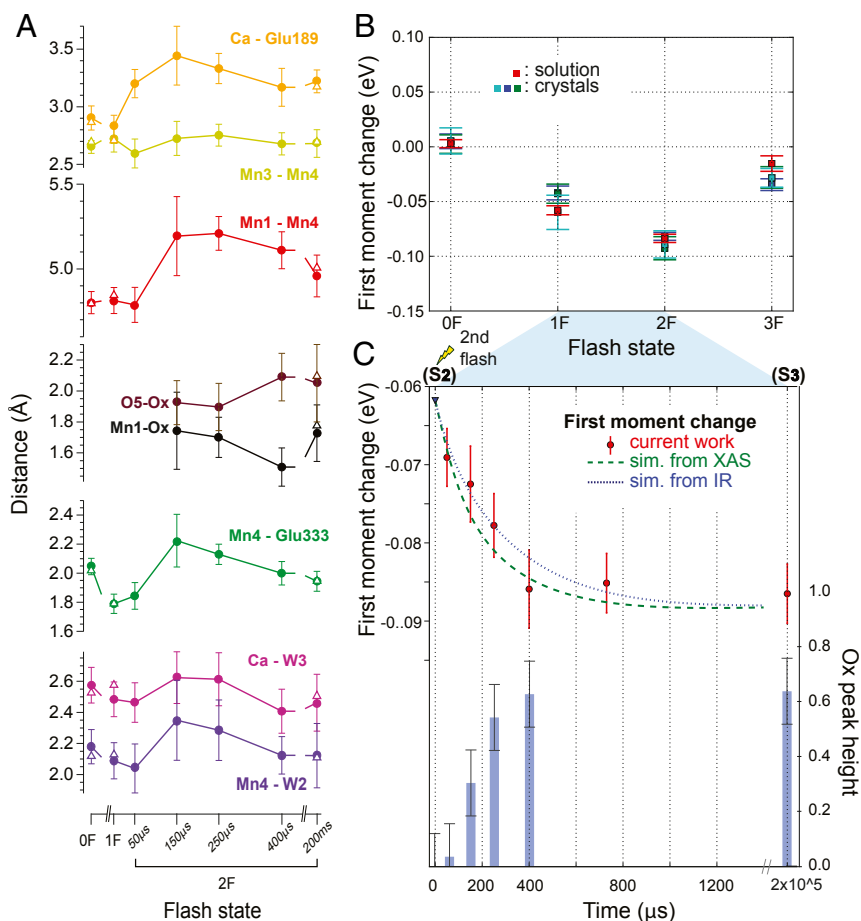 A
3.5
3.0
2.6
5.5
5.0
2.2
2.0
1.8
1.6
2.4
2.2
2.0
1.8
2.6
2.4
2.2
2.0
Distance (Å)
Ca - Glu189
Mn3 - Mn4
Mn1 - Mn4
O5-Ox
Mn1-Ox
Mn4 - Glu333
Ca - W3
Mn4 - W2
0F
1F
50µs
150µs
250µs
400µs
200ms
2F
Flash state
B
0.10
0.05
0.00
-0.05
-0.10
-0.15
First moment change (eV)
: solution
: crystals
0F
1F
2F
3F
Flash state
C
2nd
flash
(S2)
(S3)
-0.06
-0.07
-0.08
-0..09
First moment change (eV)
First moment change
current work
sim. from XAS
sim. from IR
1.0
0.8
0.6
0.4
0.2
0.0
Ox peak height
0
200
400
800
1200
2x10^5
Time (µs)